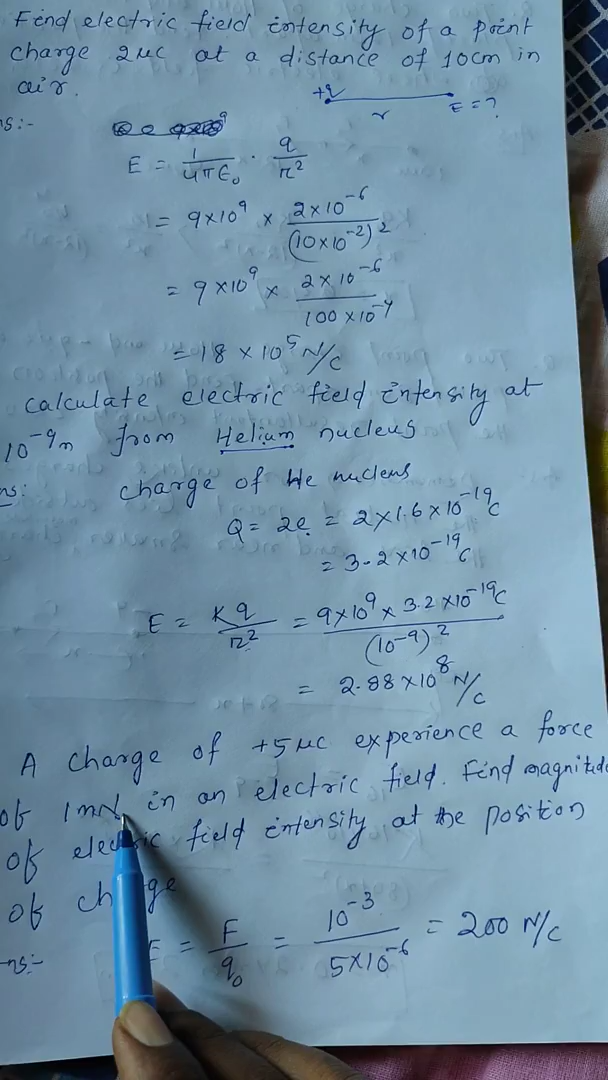 Find electric field intensity of a point
charge 2μc at a distance of 10cm in
air.
+q r E = ?
ns:-
E = 1/4πϵ₀ · q/r²
= 9×10⁹ × 2×10⁻⁶/(10×10⁻²)²
= 9×10⁹ × 2×10⁻⁶/100×10⁻⁴
= 18 × 10⁵ N/C
Calculate electric field intensity at
10⁻⁹m from Helium nucleus
ns: charge of He nucleus
Q = 2e = 2×1.6×10⁻¹⁹C
= 3.2×10⁻¹⁹C
E = Kq/r² = 9×10⁹ × 3.2×10⁻¹⁹C/(10⁻⁹)²
= 2.88×10⁸ N/C
A charge of +5μc experience a force
of 1mN in an electric field. Find magnitude
of electric field intensity at the position
of charge
ns:- E = F/q₀ = 10⁻³/5×10⁻⁶ = 200 N/C